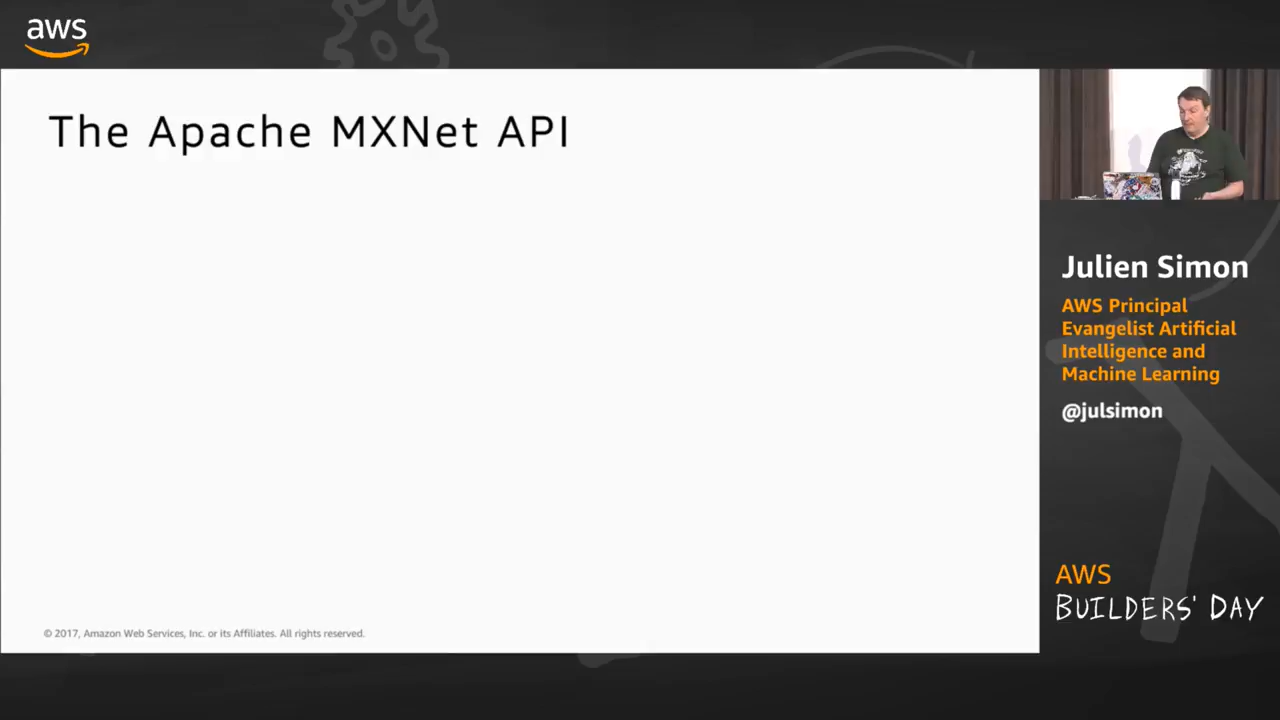 aws
The Apache MXNet API
Julien Simon
AWS Principal
Evangelist Artificial
Intelligence and
Machine Learning
@julsimon
AWS
BUILDERS' DAY
© 2017, Amazon Web Services, Inc. or its Affiliates. All rights reserved.